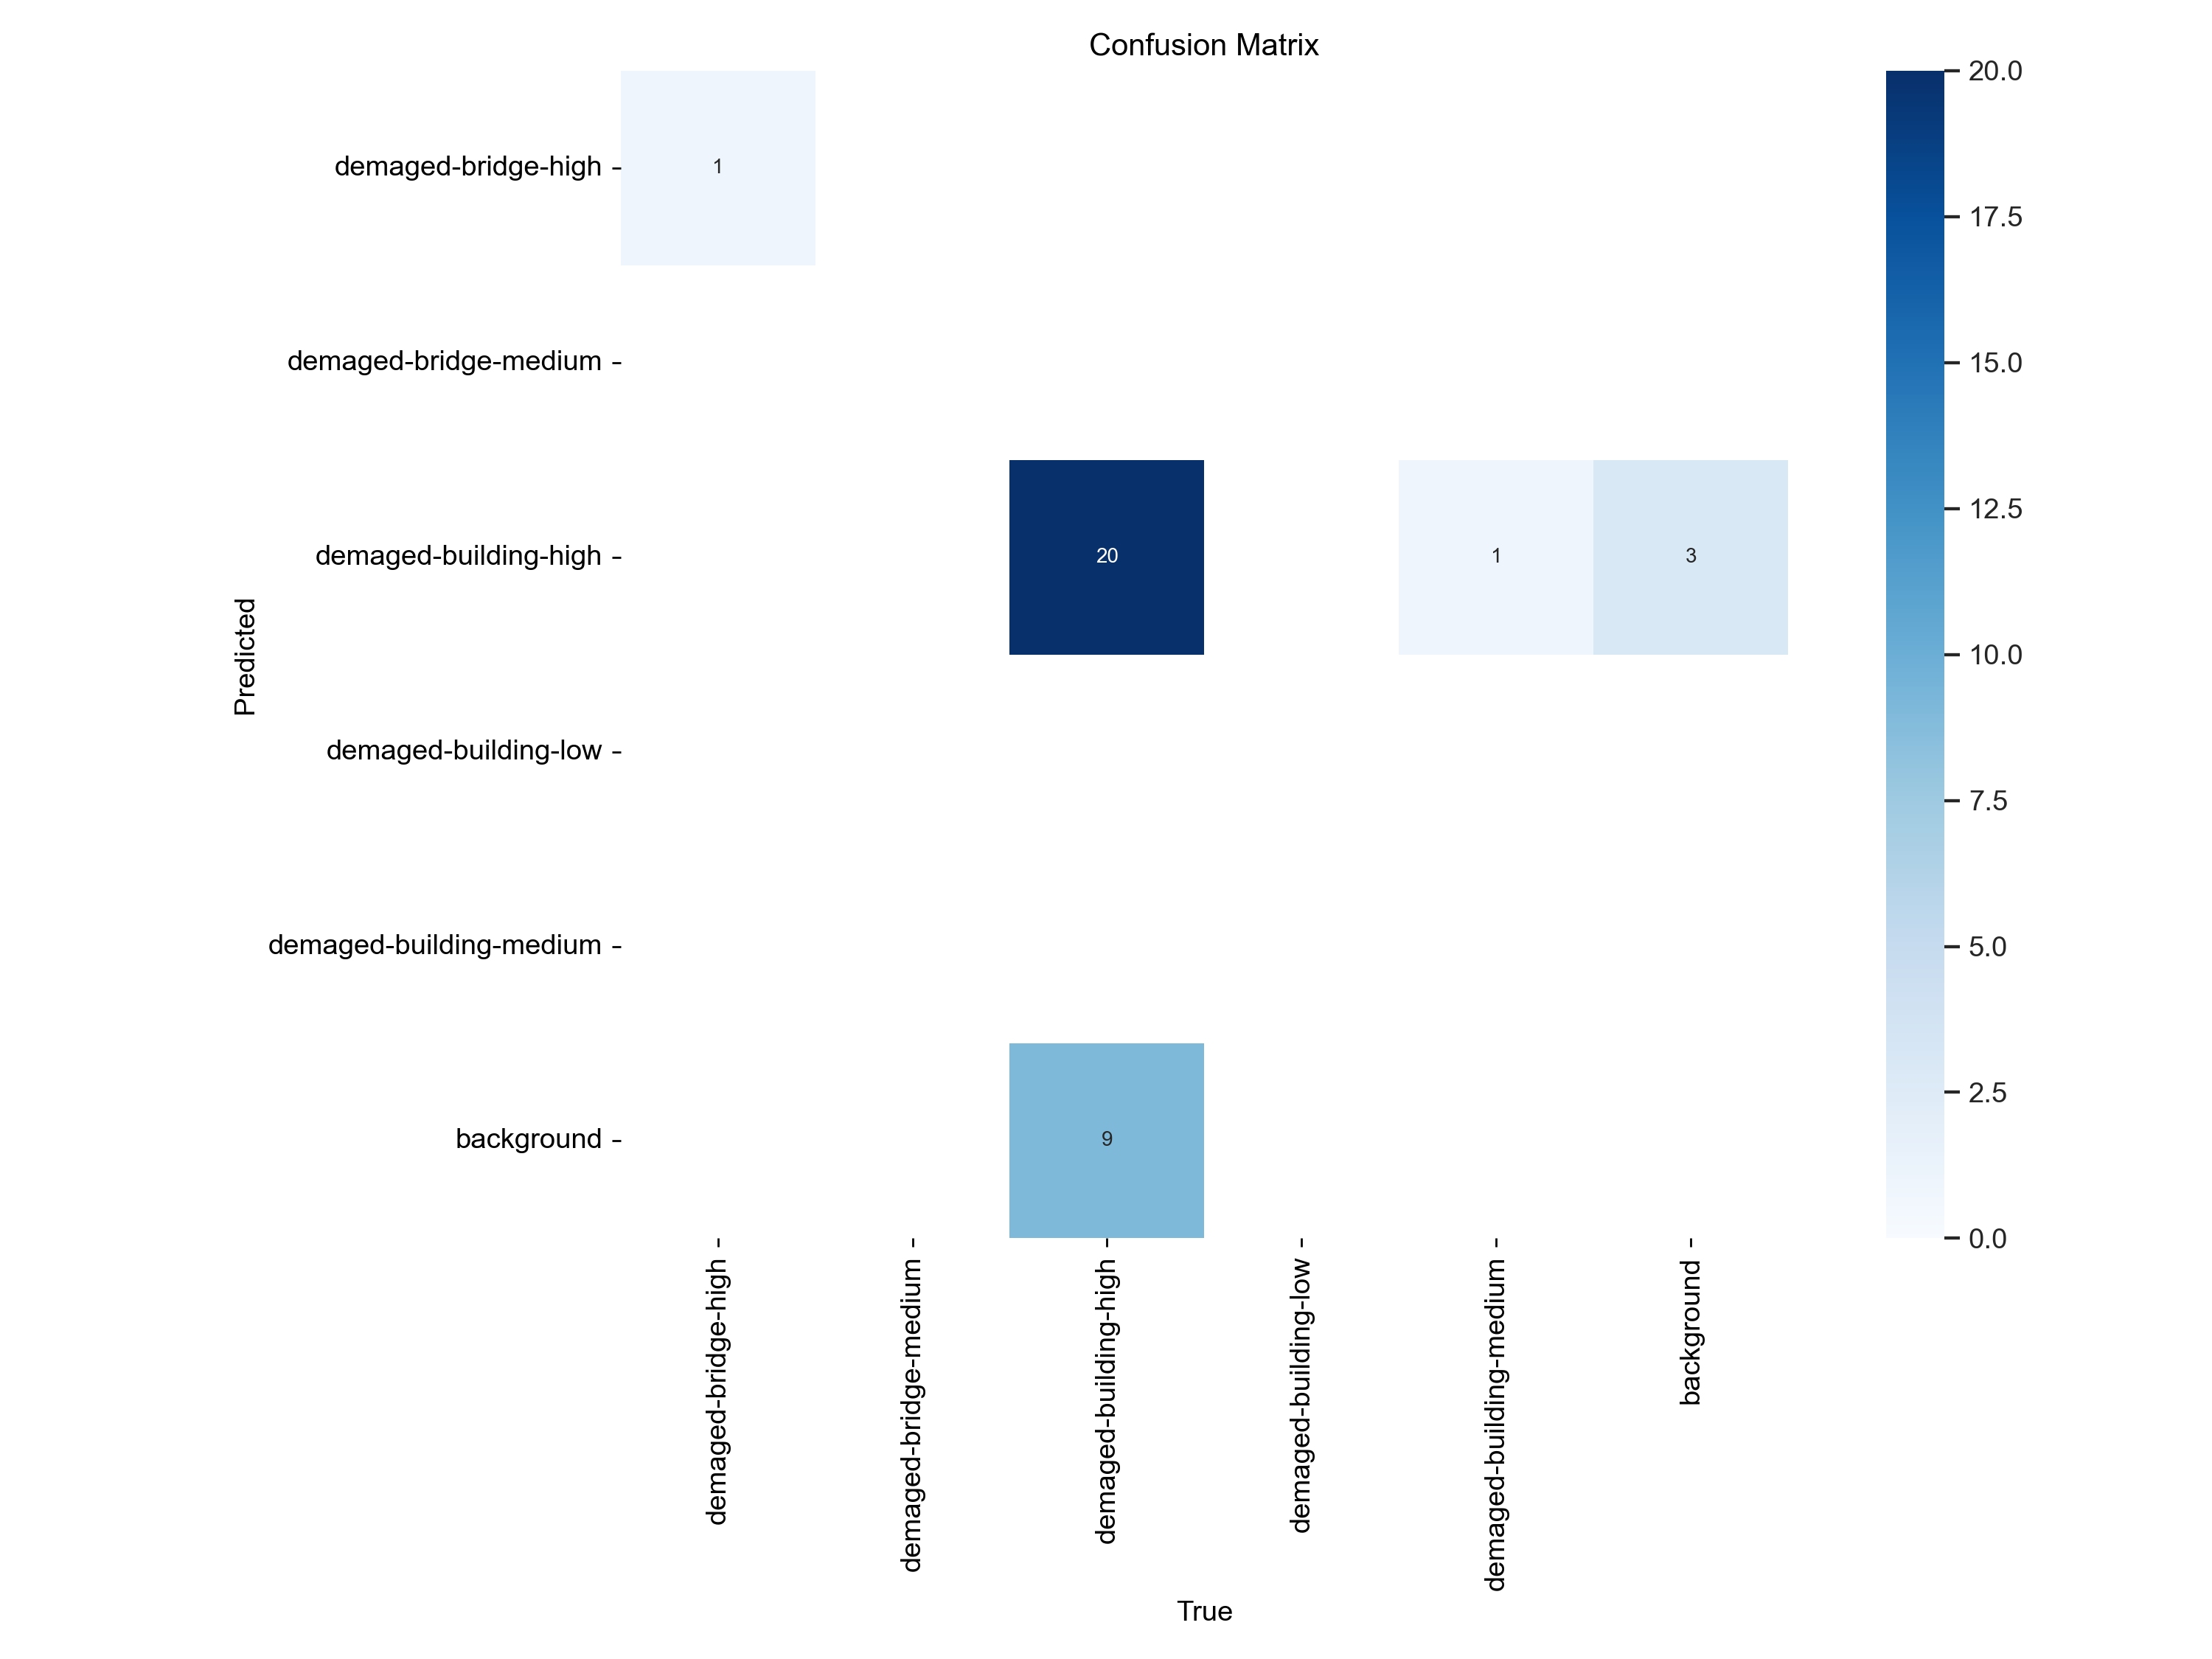 Confusion Matrix
demaged-bridge-high
demaged-bridge-medium
demaged-building-high
demaged-building-low
demaged-building-medium
background
Predicted
1
20
1
3
9
demaged-bridge-high
demaged-bridge-medium
demaged-building-high
demaged-building-low
demaged-building-medium
background
True
20.0
17.5
15.0
12.5
10.0
7.5
5.0
2.5
0.0